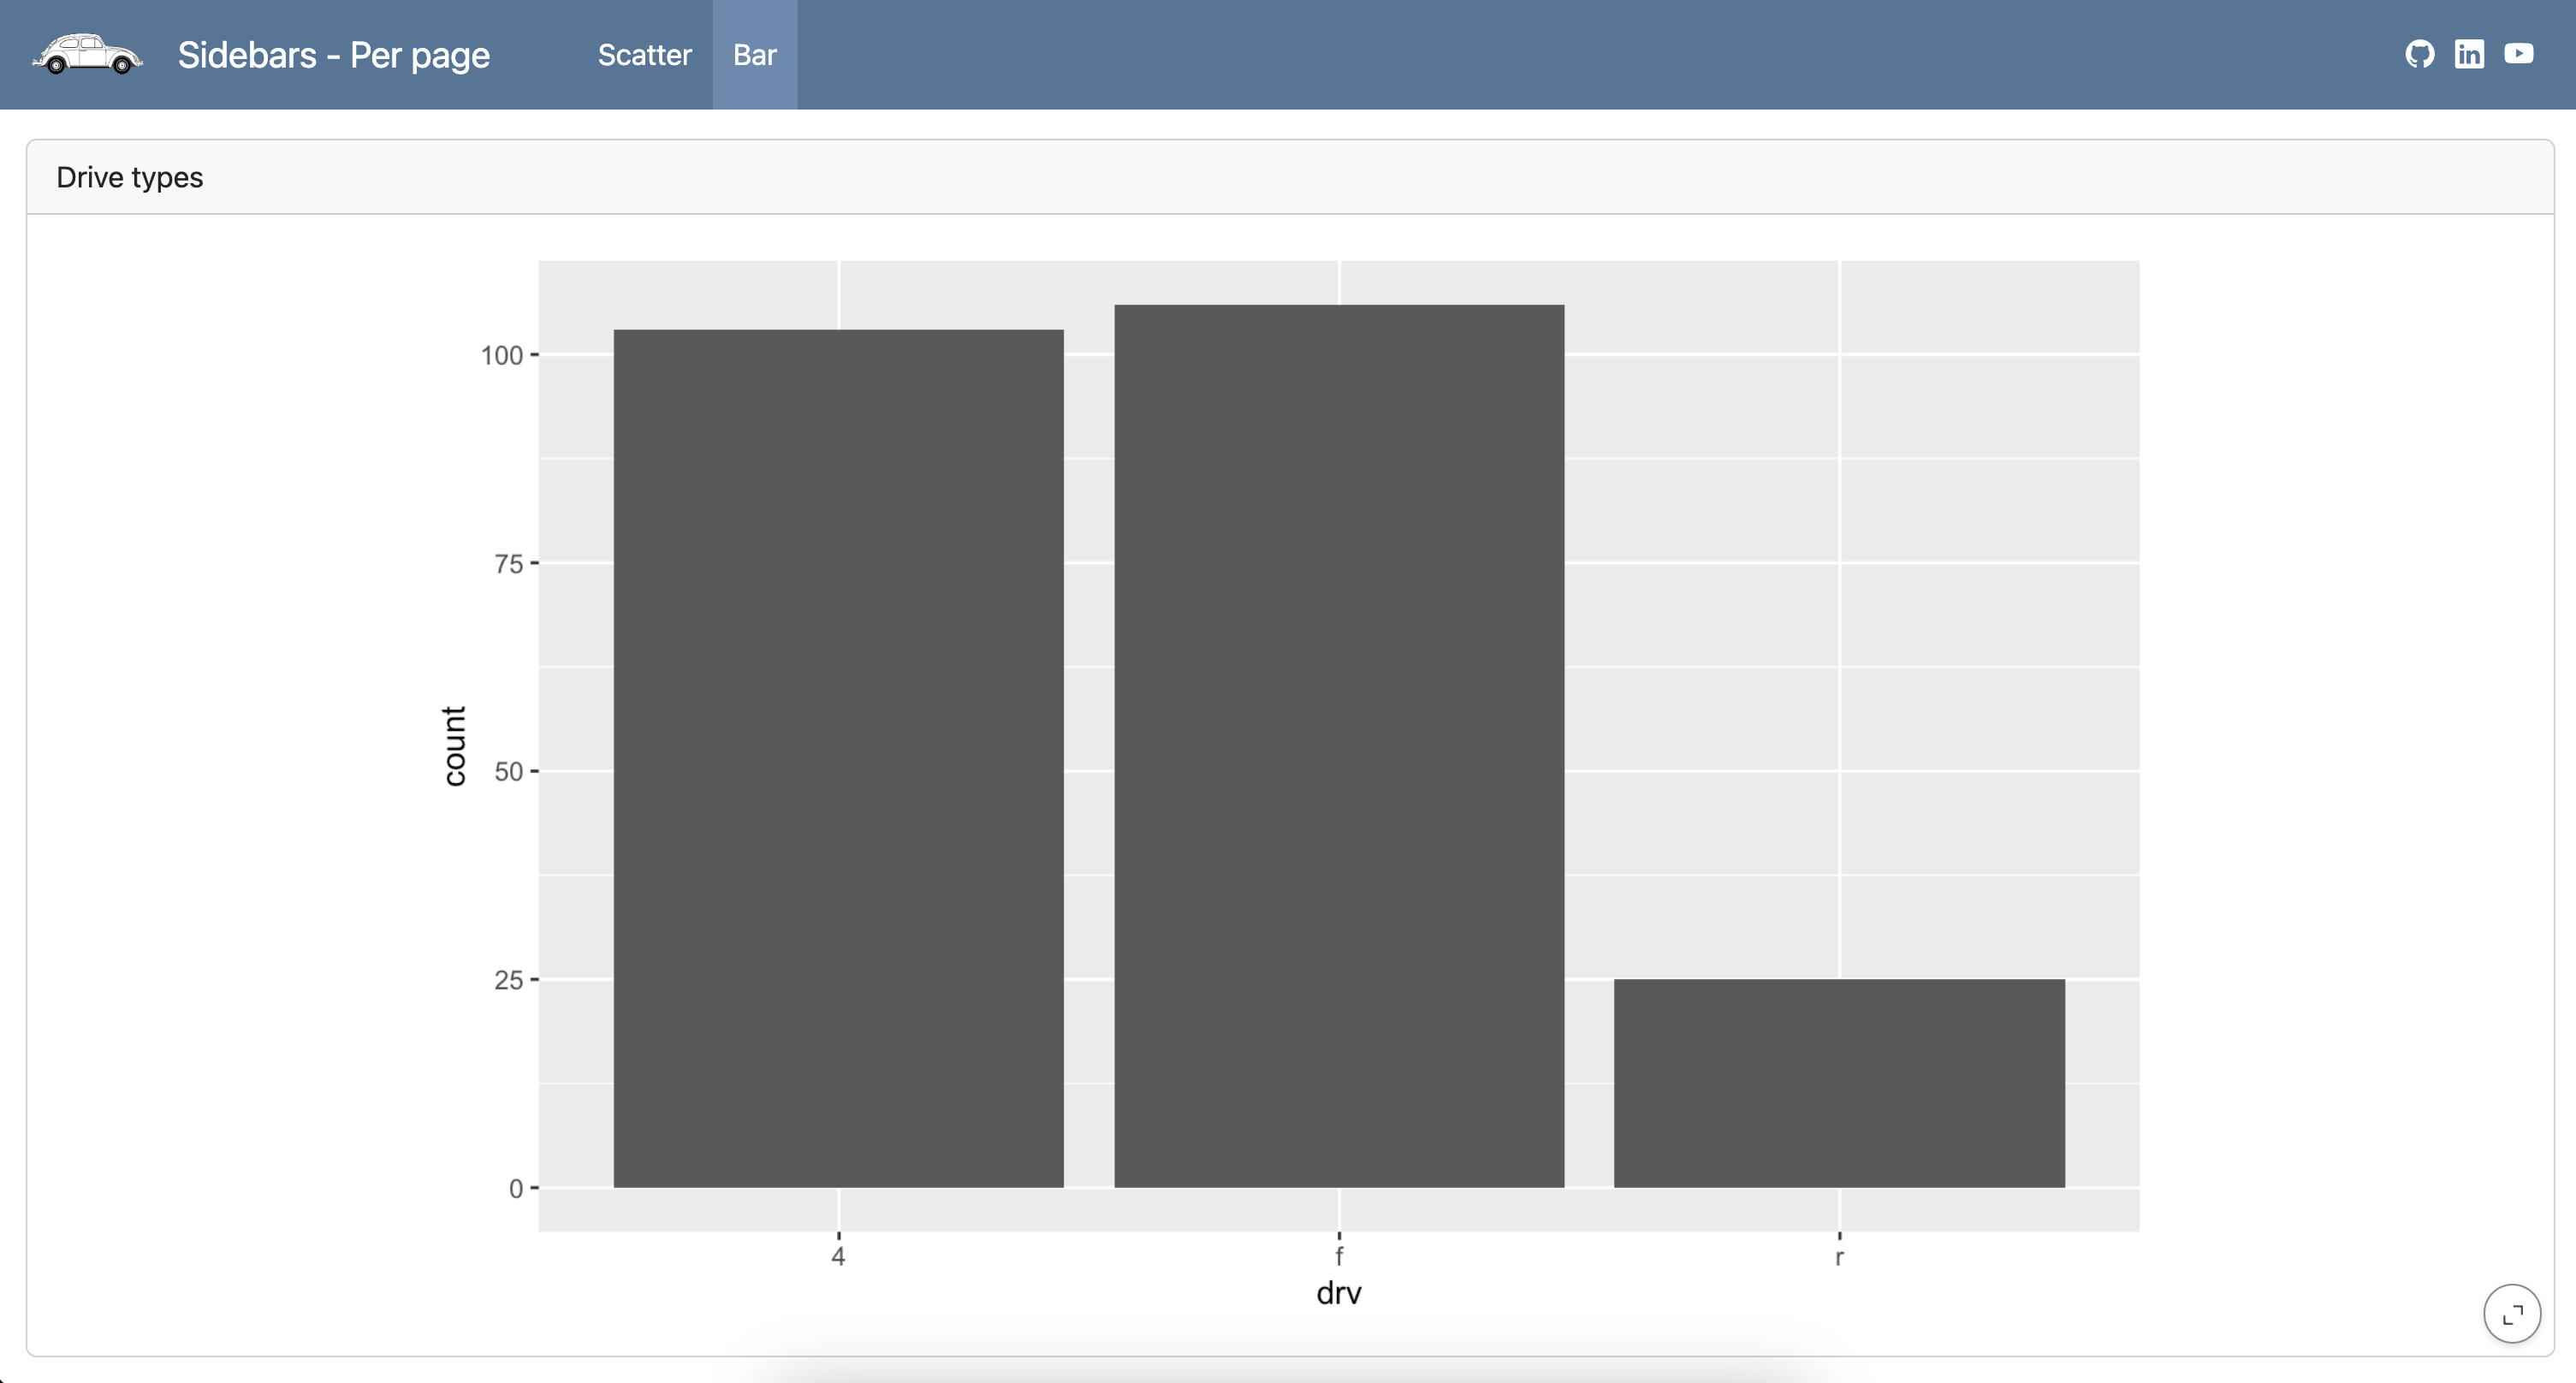 Sidebars - Per page
Scatter
Bar
Drive types
100
75
50
25
0
count
4
f
r
drv